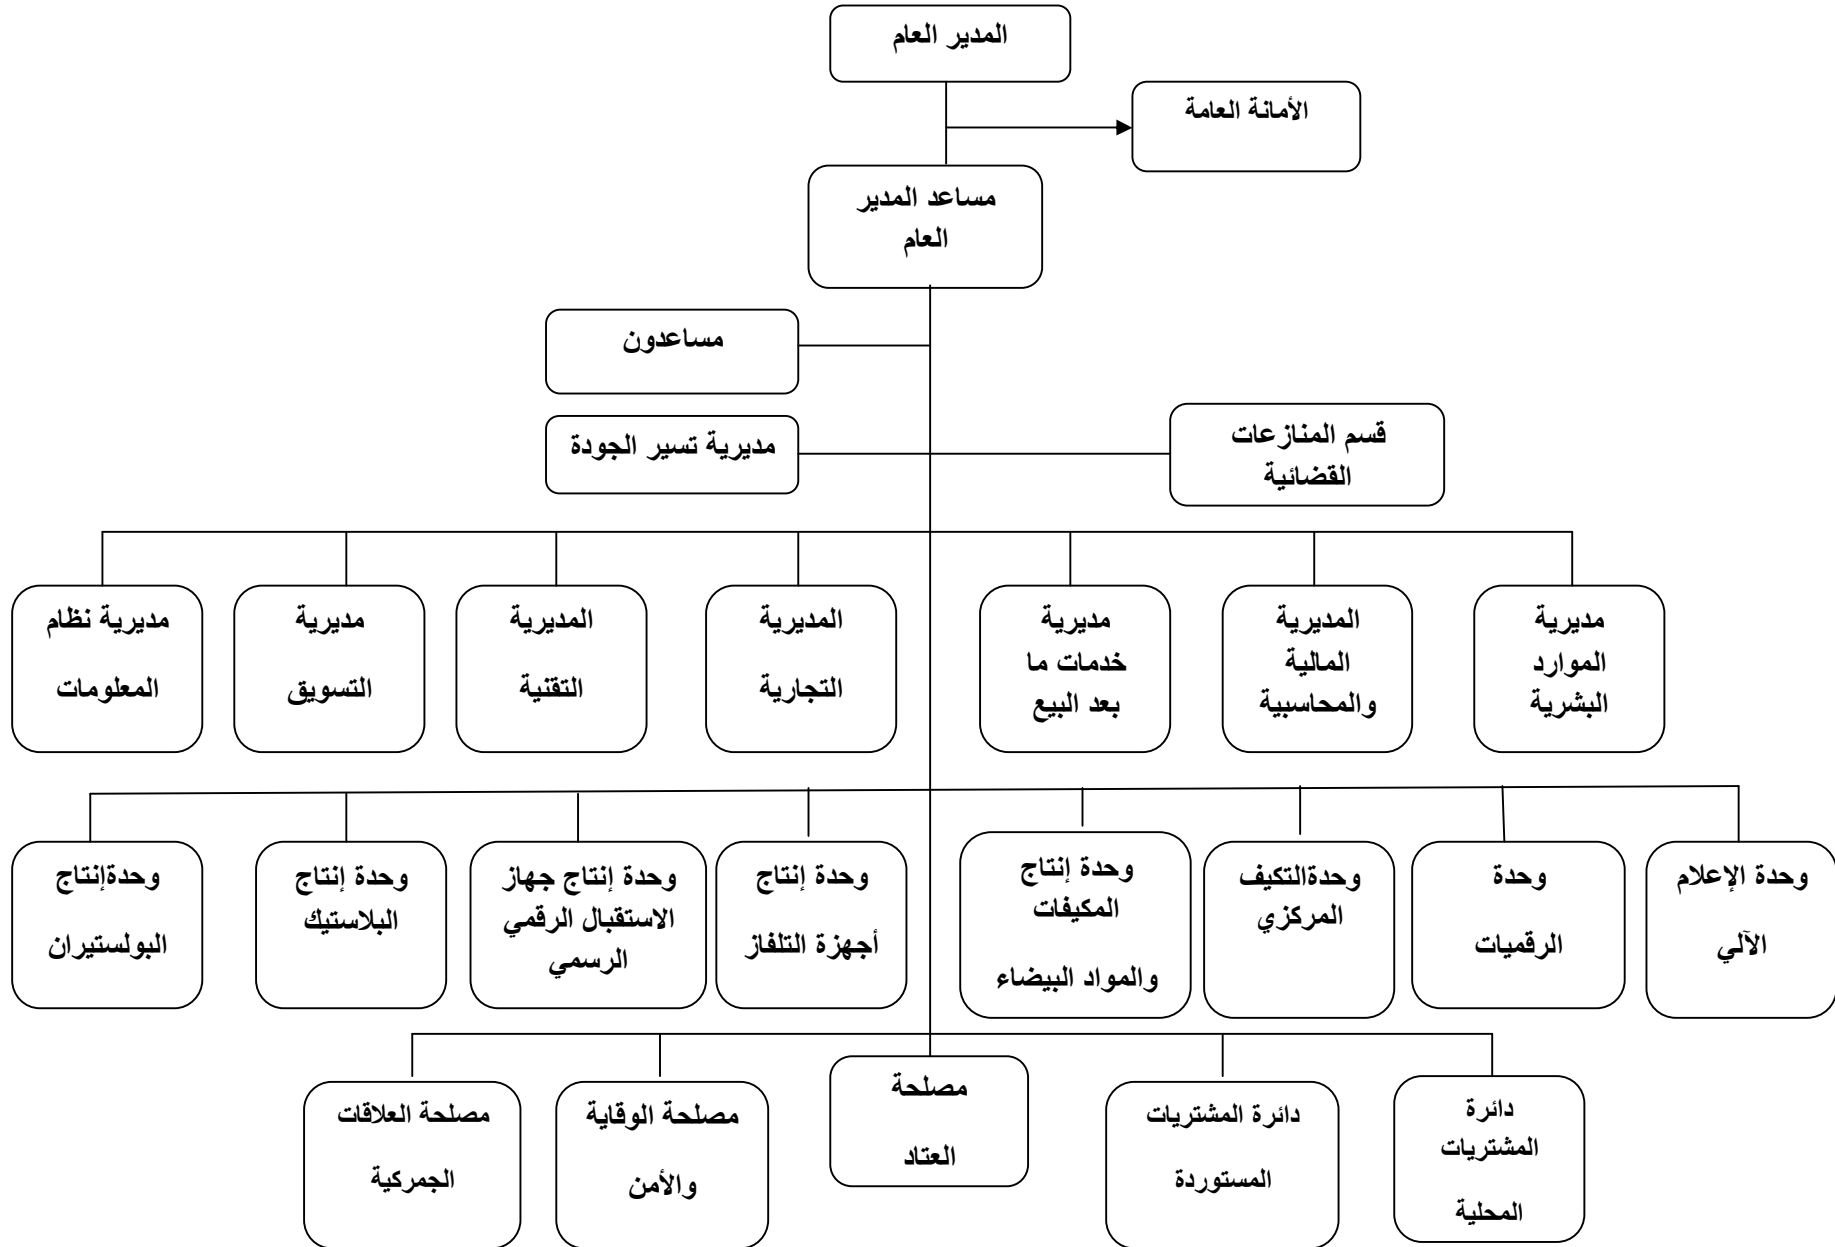 المدير العام
الأمانة العامة
مساعد المدير
العام
مساعدون
قسم المنازعات
القضائية
مديرية تسير الجودة
مديرية
الموارد
البشرية
المديرية
المالية
والمحاسبية
مديرية
خدمات ما
بعد البيع
المديرية
التجارية
المديرية
التقنية
مديرية
التسويق
مديرية نظام
المعلومات
وحدة الإعلام
الآلي
وحدة
الرقميات
وحدةالتكيف
المركزي
وحدة إنتاج
المكيفات
والمواد البيضاء
وحدة إنتاج
أجهزة التلفاز
وحدة إنتاج جهاز
الاستقبال الرقمي
الرسمي
وحدة إنتاج
البلاستيك
وحدةإنتاج
البولستيران
دائرة
المشتريات
المحلية
دائرة المشتريات
المستوردة
مصلحة
العتاد
مصلحة الوقاية
والأمن
مصلحة العلاقات
الجمركية